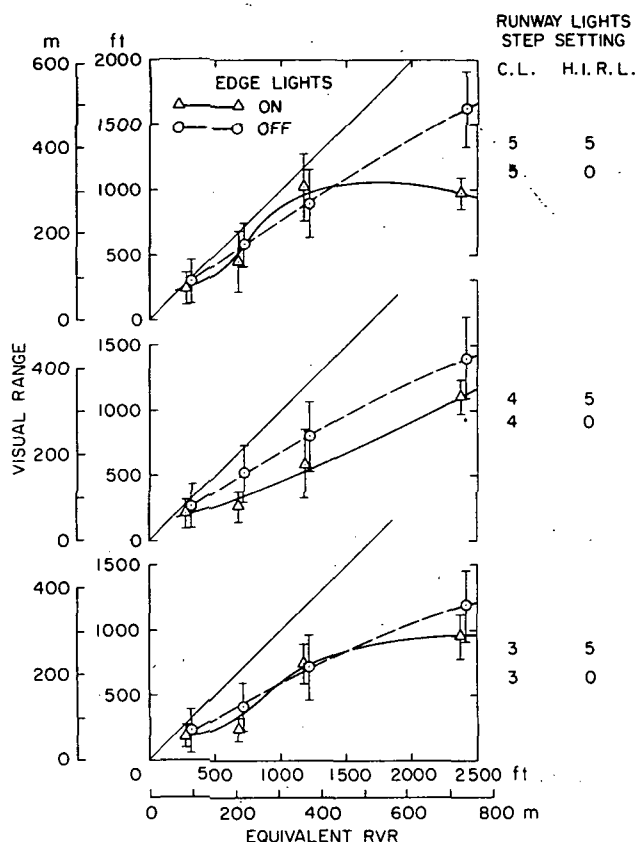 RUNWAY LIGHTS
STEP SETTING
C.L. H.I.R.L.
m ft
600 2000
EDGE LIGHTS
ON
OFF
1500
400
5 5
5 0
1000
200
500
0 0
1500
400
4 5
4 0
1000
200
500
0 0
VISUAL RANGE
1500
400
3 5
3 0
1000
200
500
0 0 500 1000 1500 2000 2500 ft
0 200 400 600 800 m
EQUIVALENT RVR